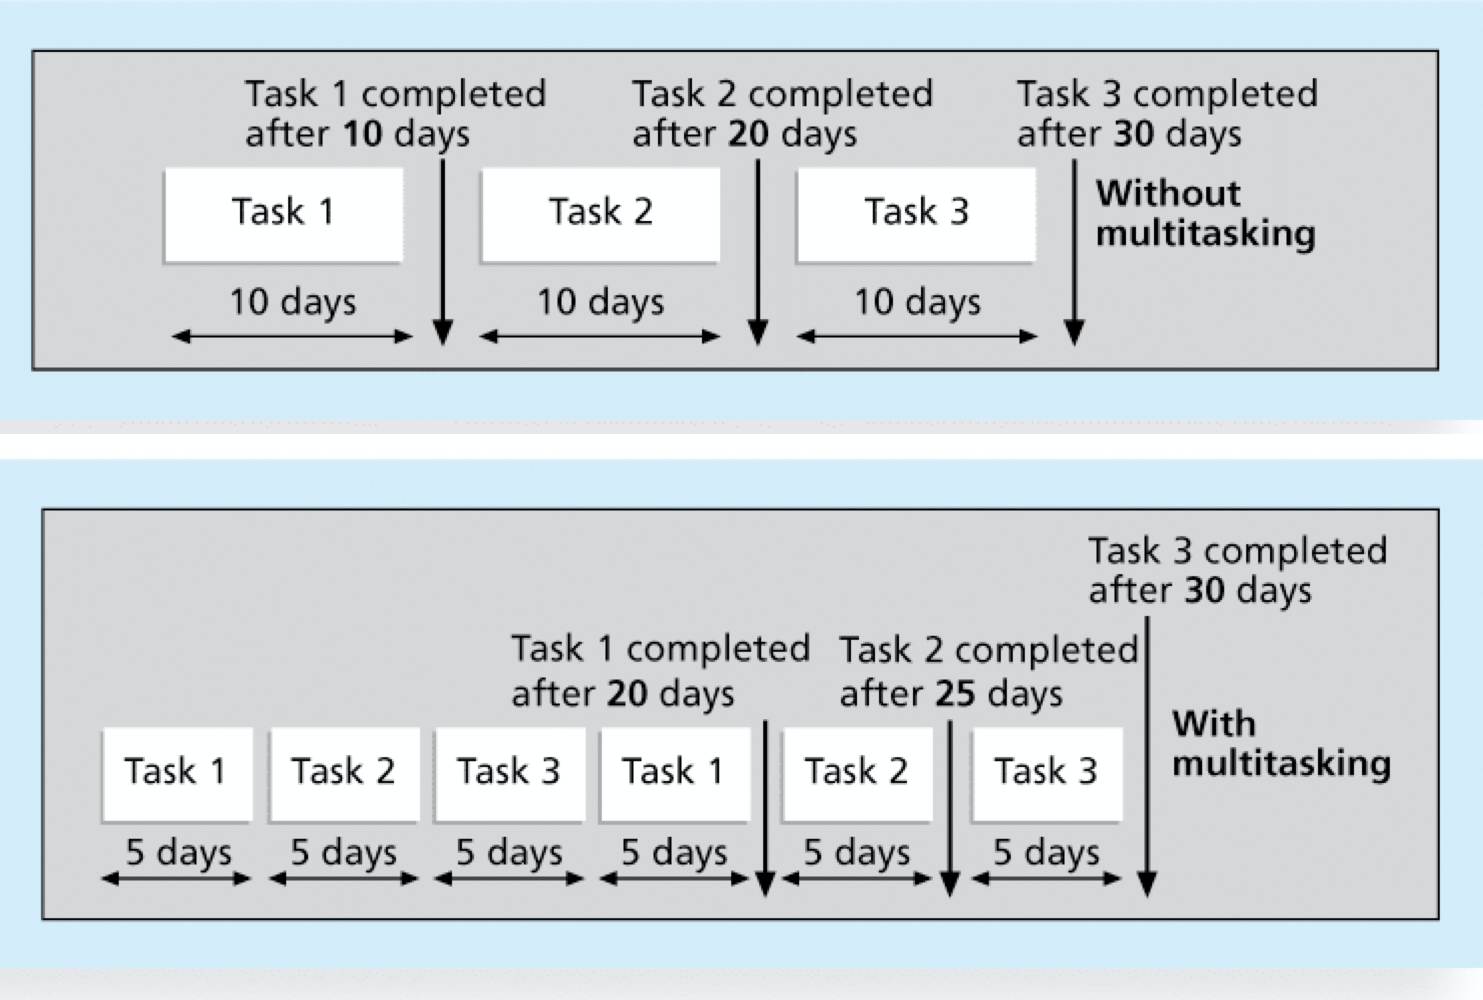 Task 1 completed
after 10 days
Task 2 completed
after 20 days
Task 3 completed
after 30 days
Task 1
Task 2
Task 3
Without
multitasking
10 days
10 days
10 days
Task 3 completed
after 30 days
Task 1 completed
after 20 days
Task 2 completed
after 25 days
With
multitasking
Task 1
Task 2
Task 3
Task 1
Task 2
Task 3
5 days
5 days
5 days
5 days
5 days
5 days